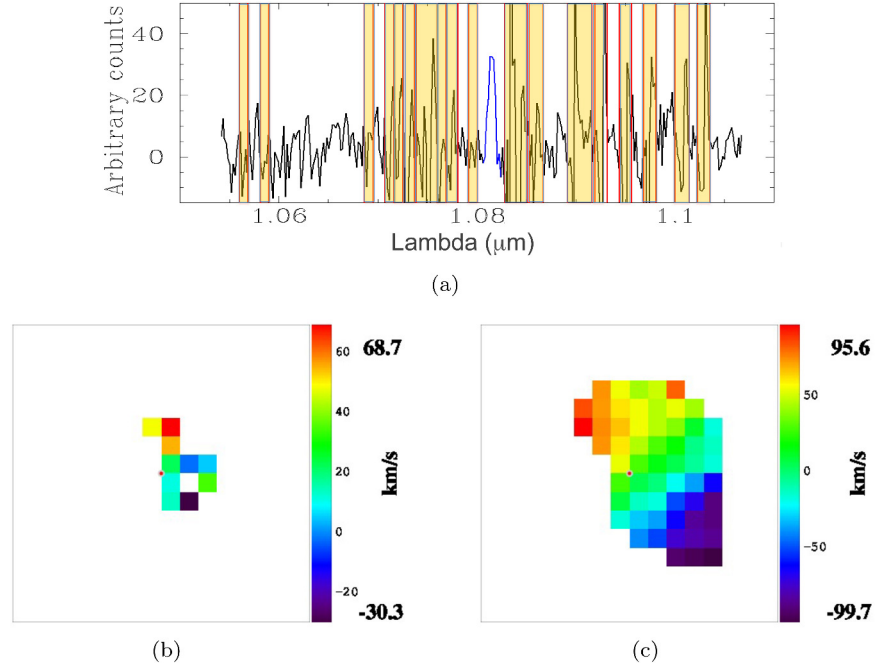 Arbitrary counts
40
20
0
1.06
1.08
1.1
Lambda (μm)
(a)
68.7
60
40
20
0
-20
-30.3
km/s
95.6
50
0
-50
-99.7
km/s
(b)
(c)